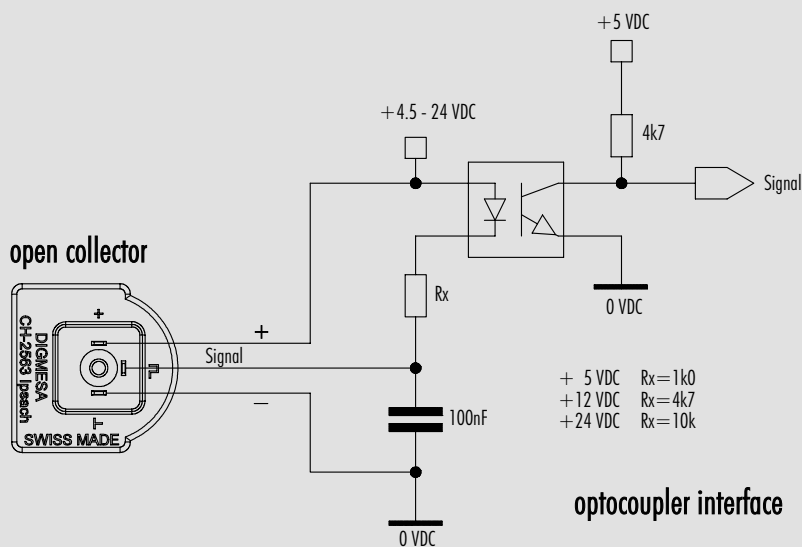 +5 VDC
+4.5 - 24 VDC
4k7
Signal
open collector
0 VDC
Rx
+
Signal
−
+
DIGMESA
CH-2563 Ipsach
SWISS MADE
100nF
+ 5 VDC Rx=1k0
+12 VDC Rx=4k7
+24 VDC Rx=10k
optocoupler interface
0 VDC